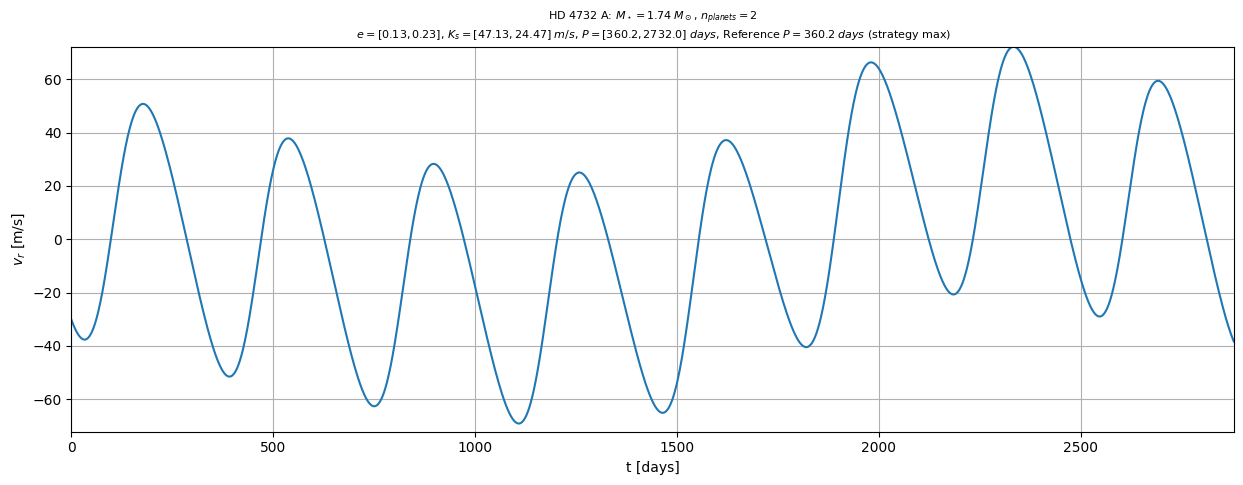 HD 4732 A: $M_\star = 1.74\ M_\odot$, $n_{planets} = 2$
$e = [0.13, 0.23]$, $K_s = [47.13, 24.47]\ m/s$, $P = [360.2, 2732.0]\ days$, Reference $P = 360.2\ days$ (strategy max)
60
40
20
0
−20
−40
−60
$v_r$ [m/s]
0 500 1000 1500 2000 2500
t [days]